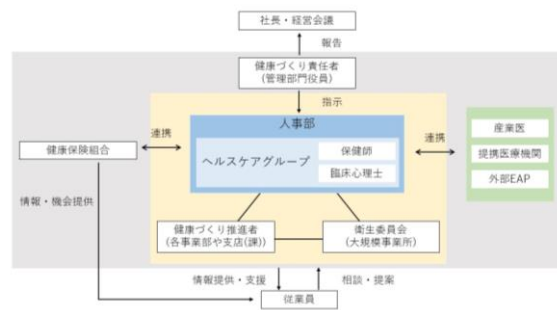 社長・経営会議
報告
健康づくり責任者
(管理部門役員)
指示
人事部
連携
健康保険組合
ヘルスケアグループ
保健師
臨床心理士
連携
産業医
提携医療機関
外部EAP
情報・機会提供
健康づくり推進者
(各事業部や支店(課))
衛生委員会
(大規模事業所)
情報提供・支援
相談・提案
従業員